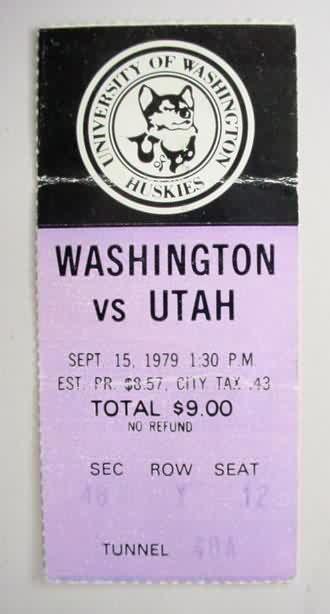 UNIVERSITY OF WASHINGTON
U of W
HUSKIES
WASHINGTON
VS UTAH
SEPT. 15, 1979 1:30 P.M.
EST. PR. $8.57, CITY TAX .43
TOTAL $9.00
NO REFUND
SEC ROW SEAT
Y 12
TUNNEL